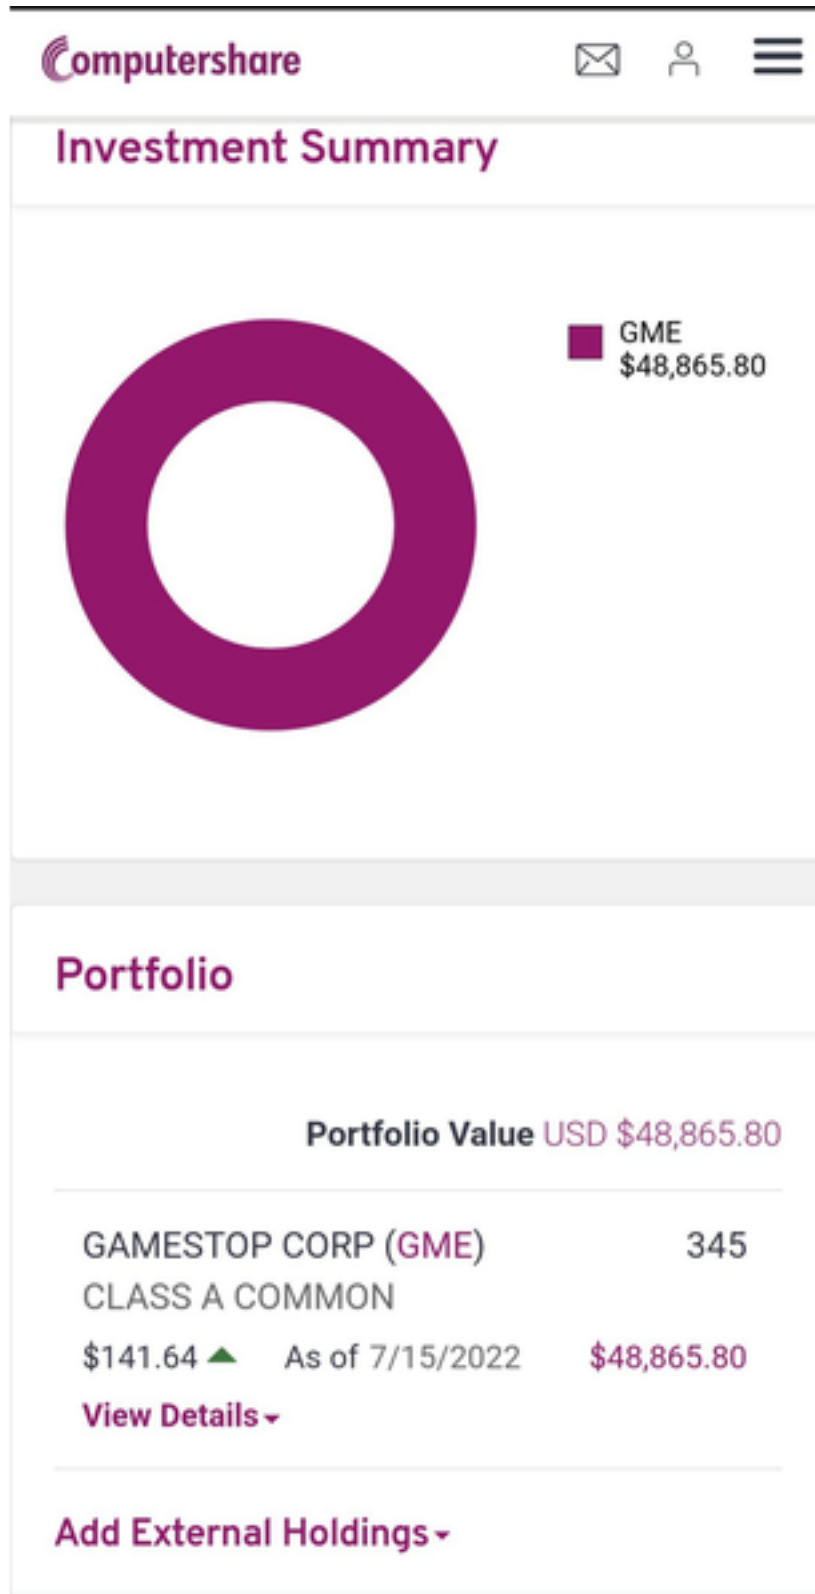 Computershare
Investment Summary
GME
$48,865.80
Portfolio
Portfolio Value USD $48,865.80
GAMESTOP CORP (GME) 345
CLASS A COMMON
$141.64 As of 7/15/2022 $48,865.80
View Details
Add External Holdings